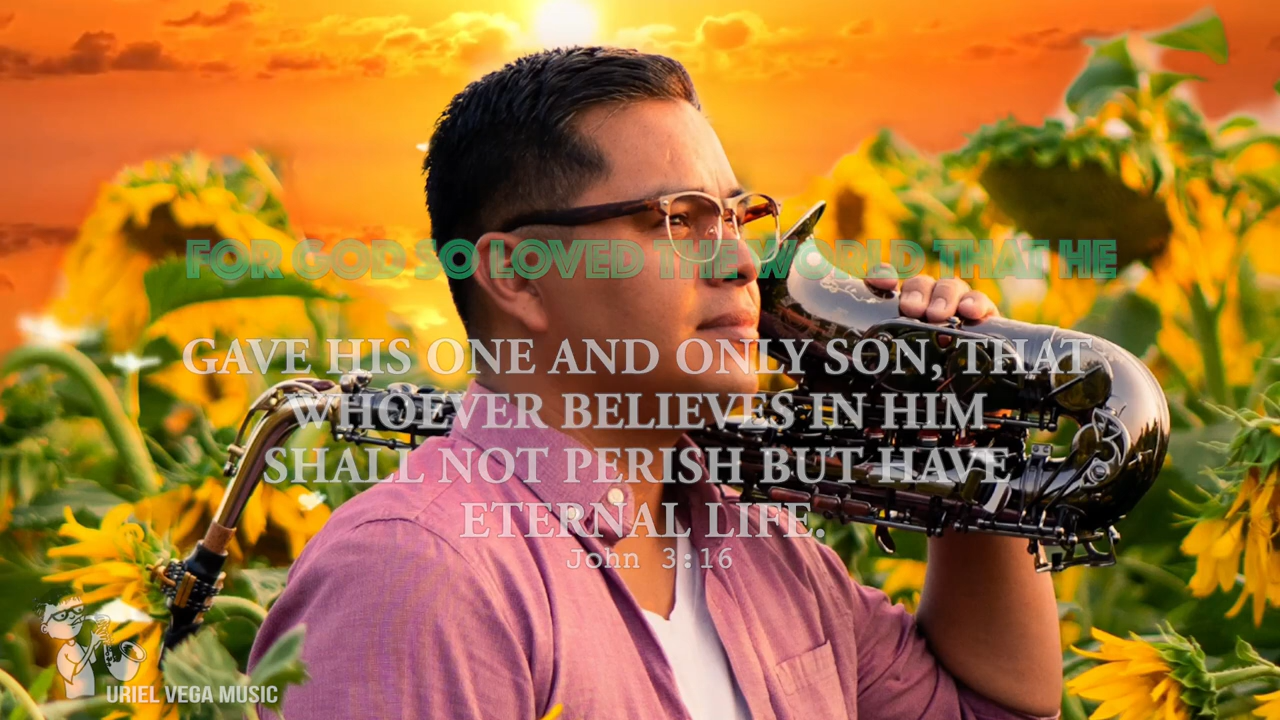 FOR GOD SO LOVED THE WORLD THAT HE
GAVE HIS ONE AND ONLY SON, THAT
WHOEVER BELIEVES IN HIM
SHALL NOT PERISH BUT HAVE
ETERNAL LIFE.
John 3:16
URIEL VEGA MUSIC